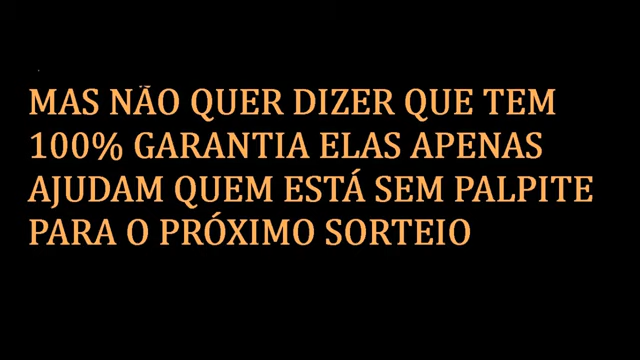 MAS NÃO QUER DIZER QUE TEM
100% GARANTIA ELAS APENAS
AJUDAM QUEM ESTÁ SEM PALPITE
PARA O PRÓXIMO SORTEIO